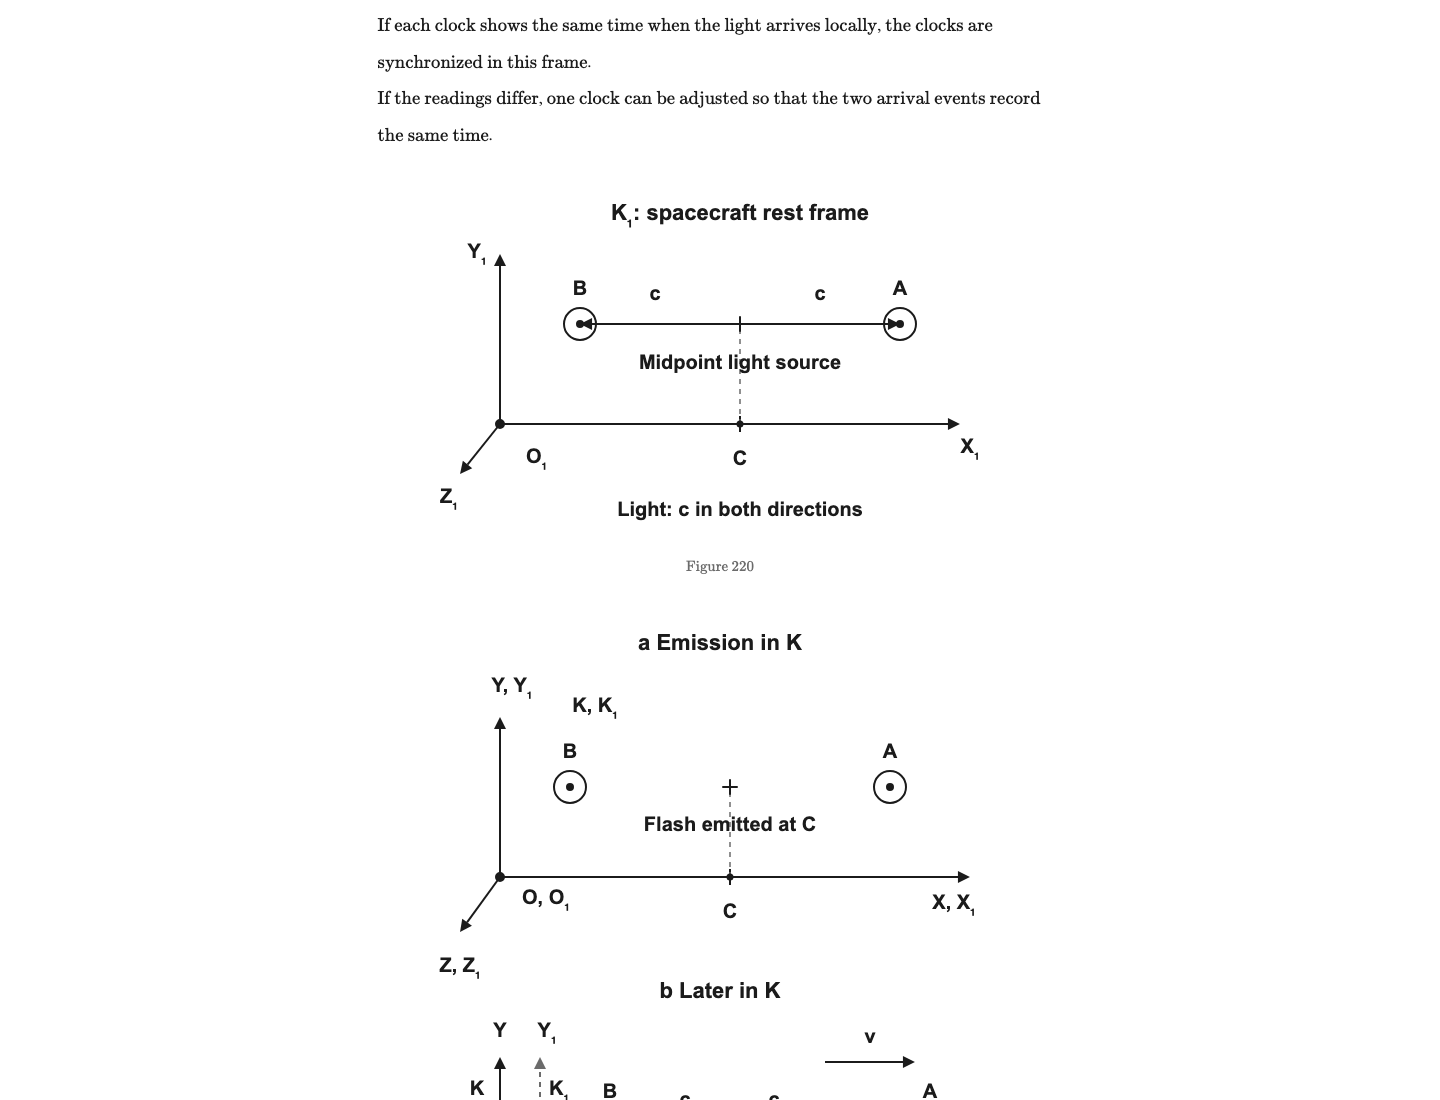 If each clock shows the same time when the light arrives locally, the clocks are
synchronized in this frame.
If the readings differ, one clock can be adjusted so that the two arrival events record
the same time.
K₁: spacecraft rest frame
Y₁
B c c A
Midpoint light source
O₁ C X₁
Z₁
Light: c in both directions
Figure 220
a Emission in K
Y, Y₁
K, K₁
B A
Flash emitted at C
O, O₁ C X, X₁
Z, Z₁
b Later in K
Y Y₁ v
K K₁ B c c A